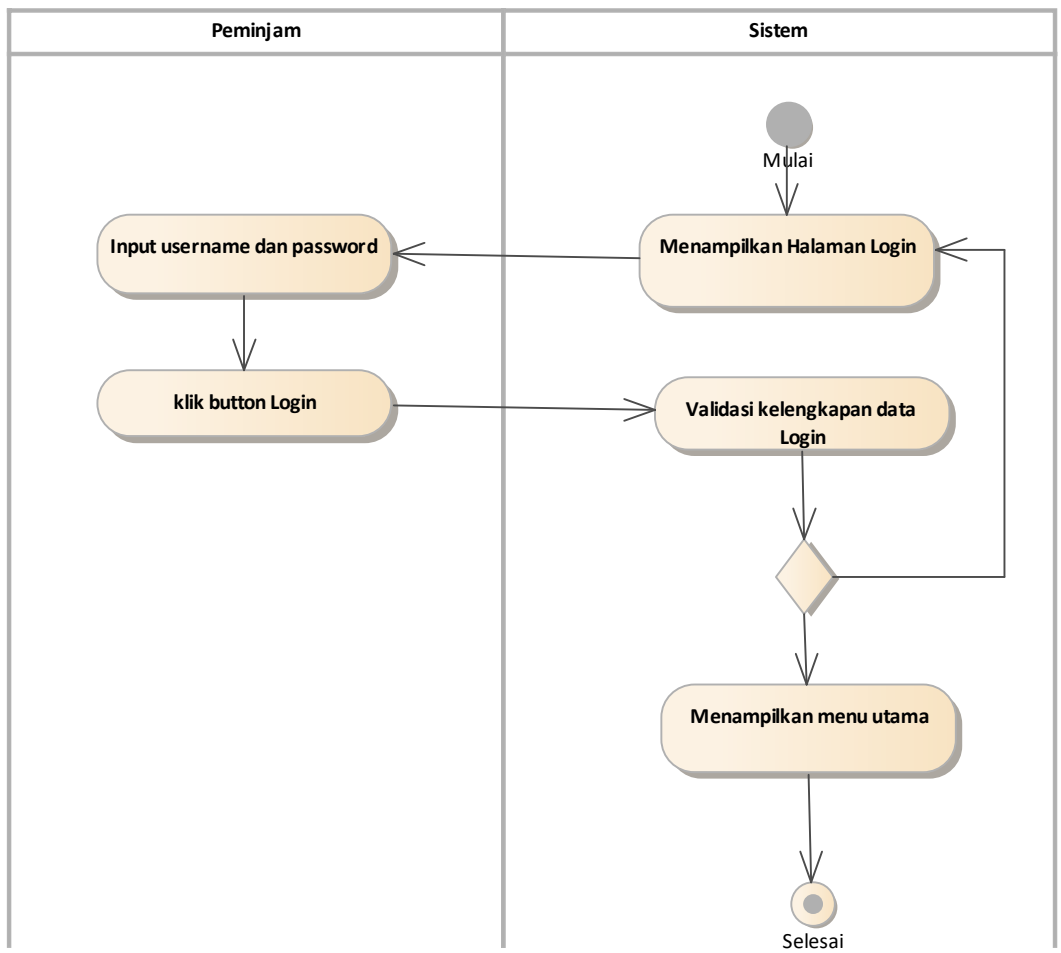 Peminjam
Sistem
Mulai
Menampilkan Halaman Login
Input username dan password
klik button Login
Validasi kelengkapan data
Login
Menampilkan menu utama
Selesai